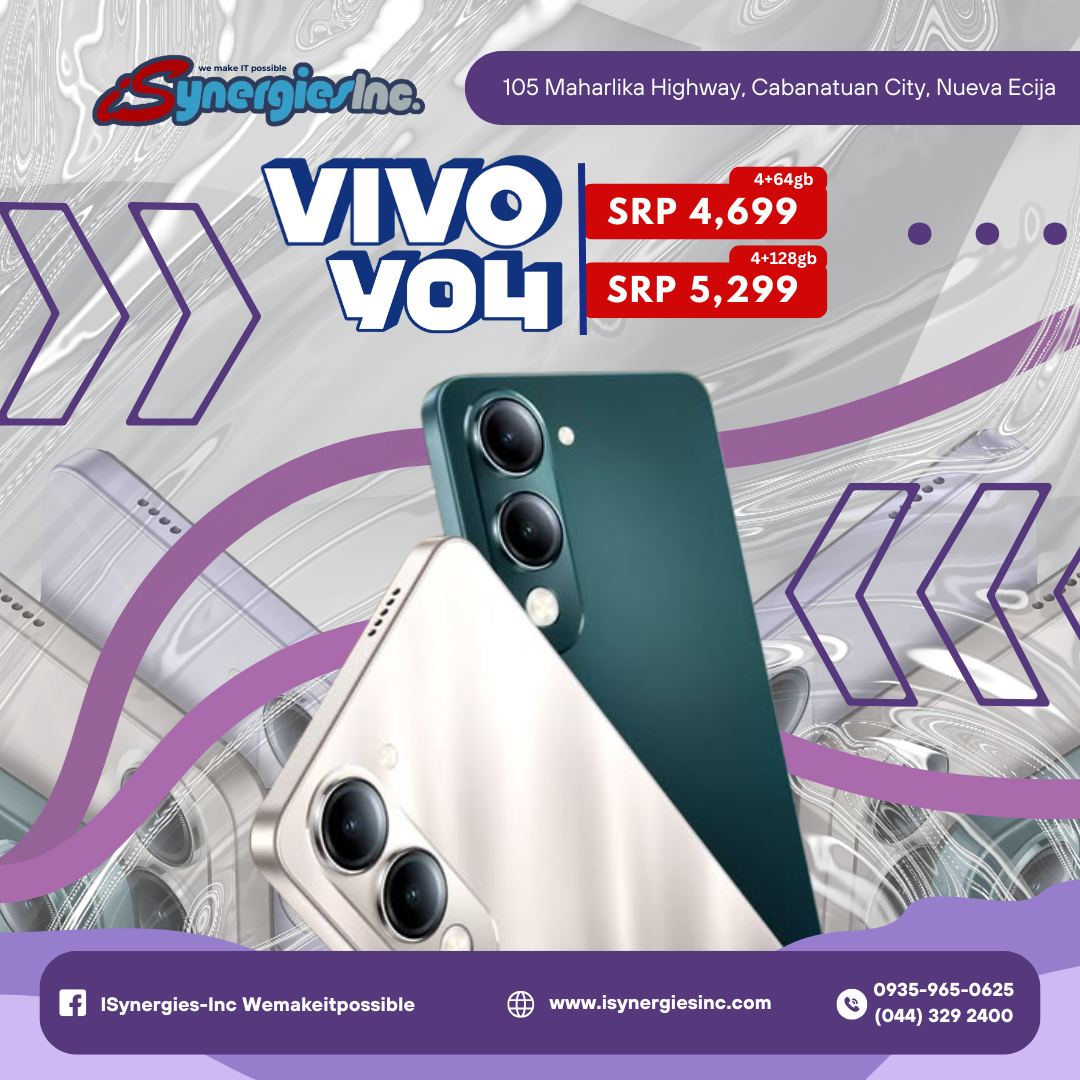 we make IT possible
iSynergiesInc.
105 Maharlika Highway, Cabanatuan City, Nueva Ecija
VIVO
Y04
4+64gb
SRP 4,699
4+128gb
SRP 5,299
ISynergies-Inc Wemakeitpossible
www.isynergiesinc.com
0935-965-0625
(044) 329 2400